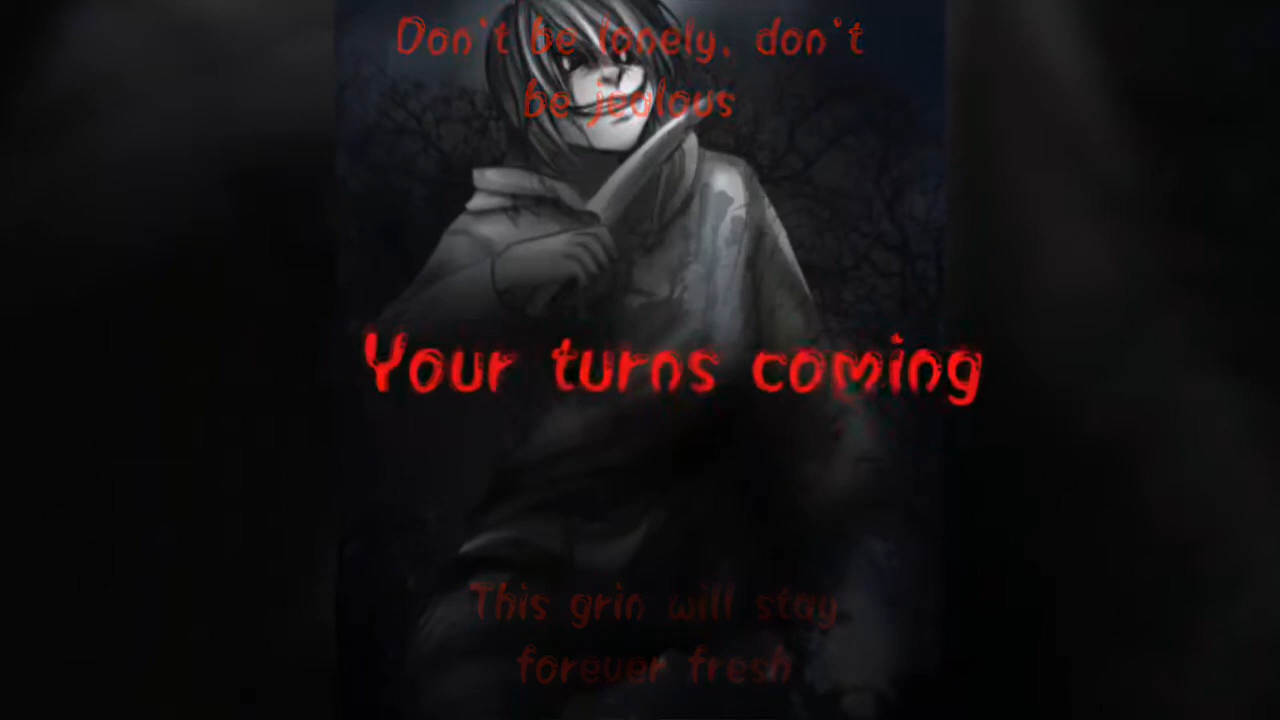 Don't be lonely, don't
be jealous
Your turns coming
This grin will stay
forever fresh